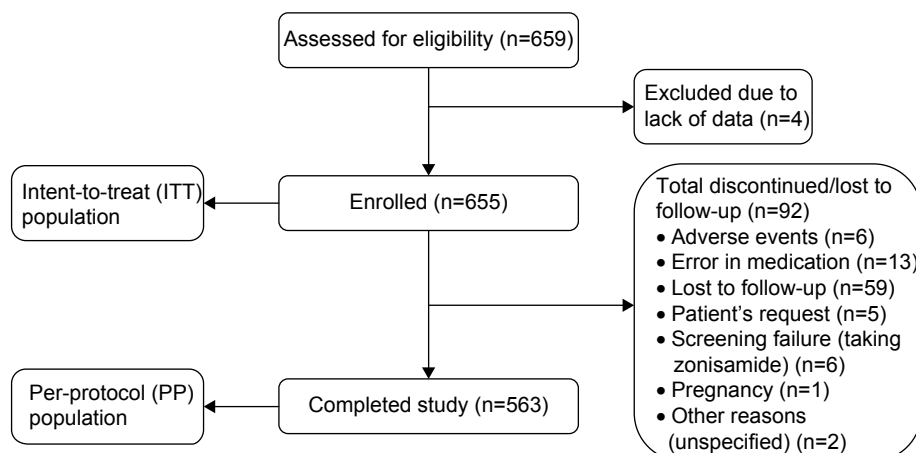 Assessed for eligibility (n=659)
Excluded due to
lack of data (n=4)
Intent-to-treat (ITT)
population
Enrolled (n=655)
Total discontinued/lost to
follow-up (n=92)
• Adverse events (n=6)
• Error in medication (n=13)
• Lost to follow-up (n=59)
• Patient's request (n=5)
• Screening failure (taking
zonisamide) (n=6)
• Pregnancy (n=1)
• Other reasons
(unspecified) (n=2)
Per-protocol (PP)
population
Completed study (n=563)